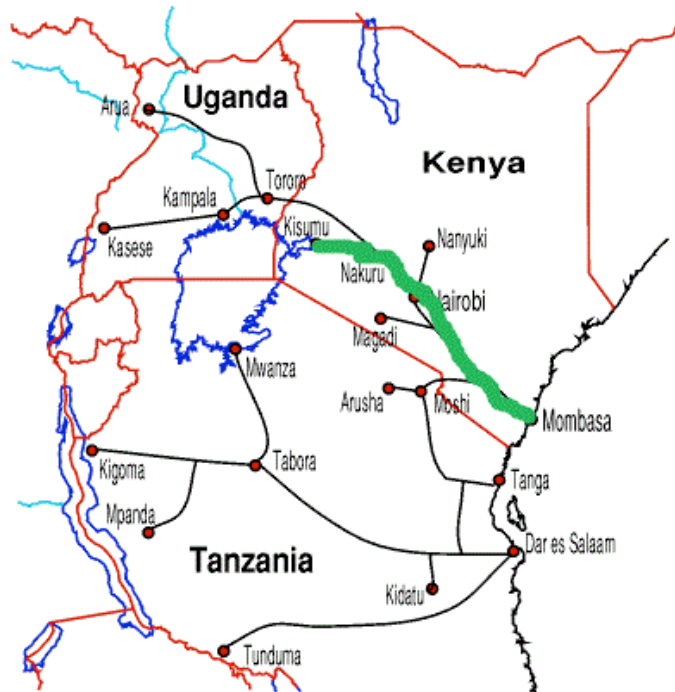 Uganda
Arua
Kenya
Tororo
Kampala
Kisumu
Nanyuki
Kasese
Nakuru
Nairobi
Magadi
Mwanza
Arusha
Moshi
Mombasa
Kigoma
Tabora
Tanga
Mpanda
Dar es Salaam
Tanzania
Kidatu
Tunduma